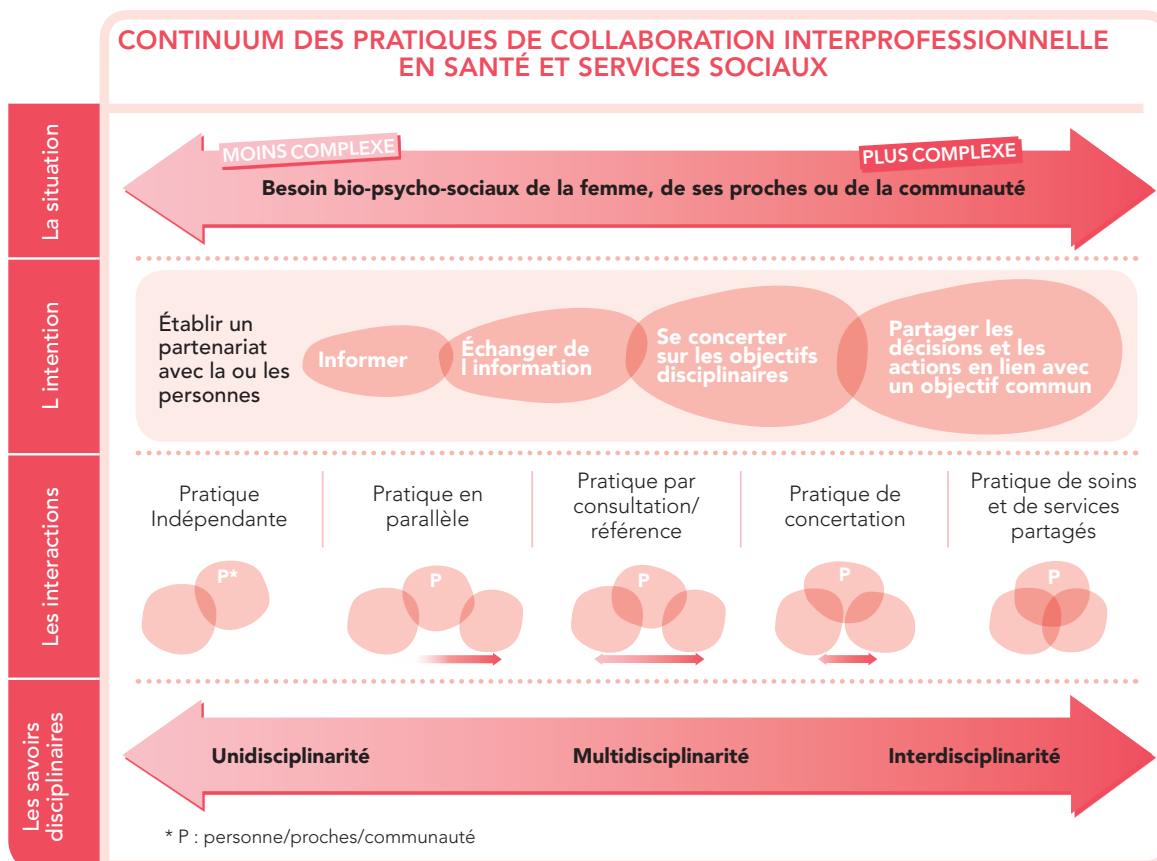 CONTINUUM DES PRATIQUES DE COLLABORATION INTERPROFESSIONNELLE
EN SANTÉ ET SERVICES SOCIAUX
La situation
MOINS COMPLEXE
PLUS COMPLEXE
Besoin bio-psycho-sociaux de la femme, de ses proches ou de la communauté
L intention
Établir un
partenariat
avec la ou les
personnes
Informer
Échanger de
l information
Se concerter
sur les objectifs
disciplinaires
Partager les
décisions et les
actions en lien avec
un objectif commun
Les interactions
Pratique
Indépendante
Pratique en
parallèle
Pratique par
consultation/
référence
Pratique de
concertation
Pratique de soins
et de services
partagés
P*
P
P
P
P
Les savoirs
disciplinaires
Unidisciplinarité
Multidisciplinarité
Interdisciplinarité
* P : personne/proches/communauté